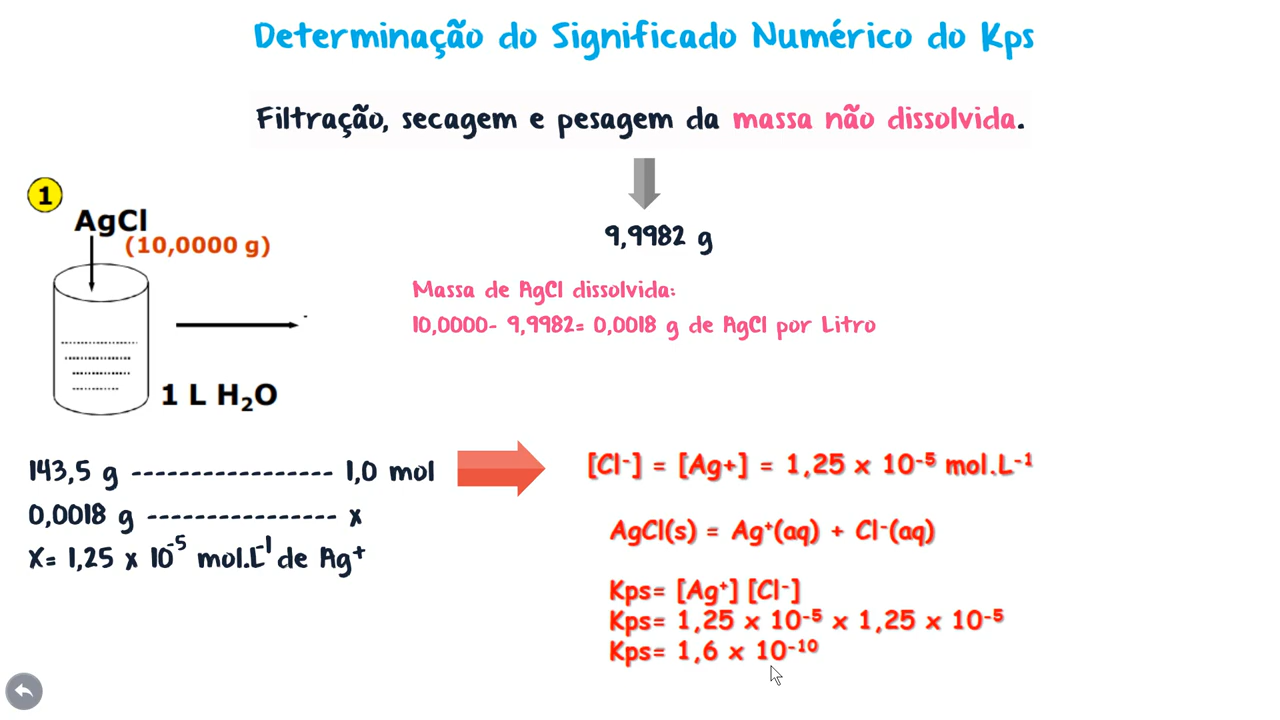 Determinação do Significado Numérico do Kps
Filtração, secagem e pesagem da massa não dissolvida.
9,9982 g
1
AgCl
(10,0000 g)
1 L H₂O
Massa de AgCl dissolvida:
10,0000- 9,9982= 0,0018 g de AgCl por Litro
143,5 g ----------------- 1,0 mol
0,0018 g ---------------- x
X= 1,25 x 10⁻⁵ mol.L⁻¹ de Ag⁺
[Cl⁻] = [Ag+] = 1,25 x 10⁻⁵ mol.L⁻¹
AgCl(s) = Ag⁺(aq) + Cl⁻(aq)
Kps= [Ag⁺] [Cl⁻]
Kps= 1,25 x 10⁻⁵ x 1,25 x 10⁻⁵
Kps= 1,6 x 10⁻¹⁰